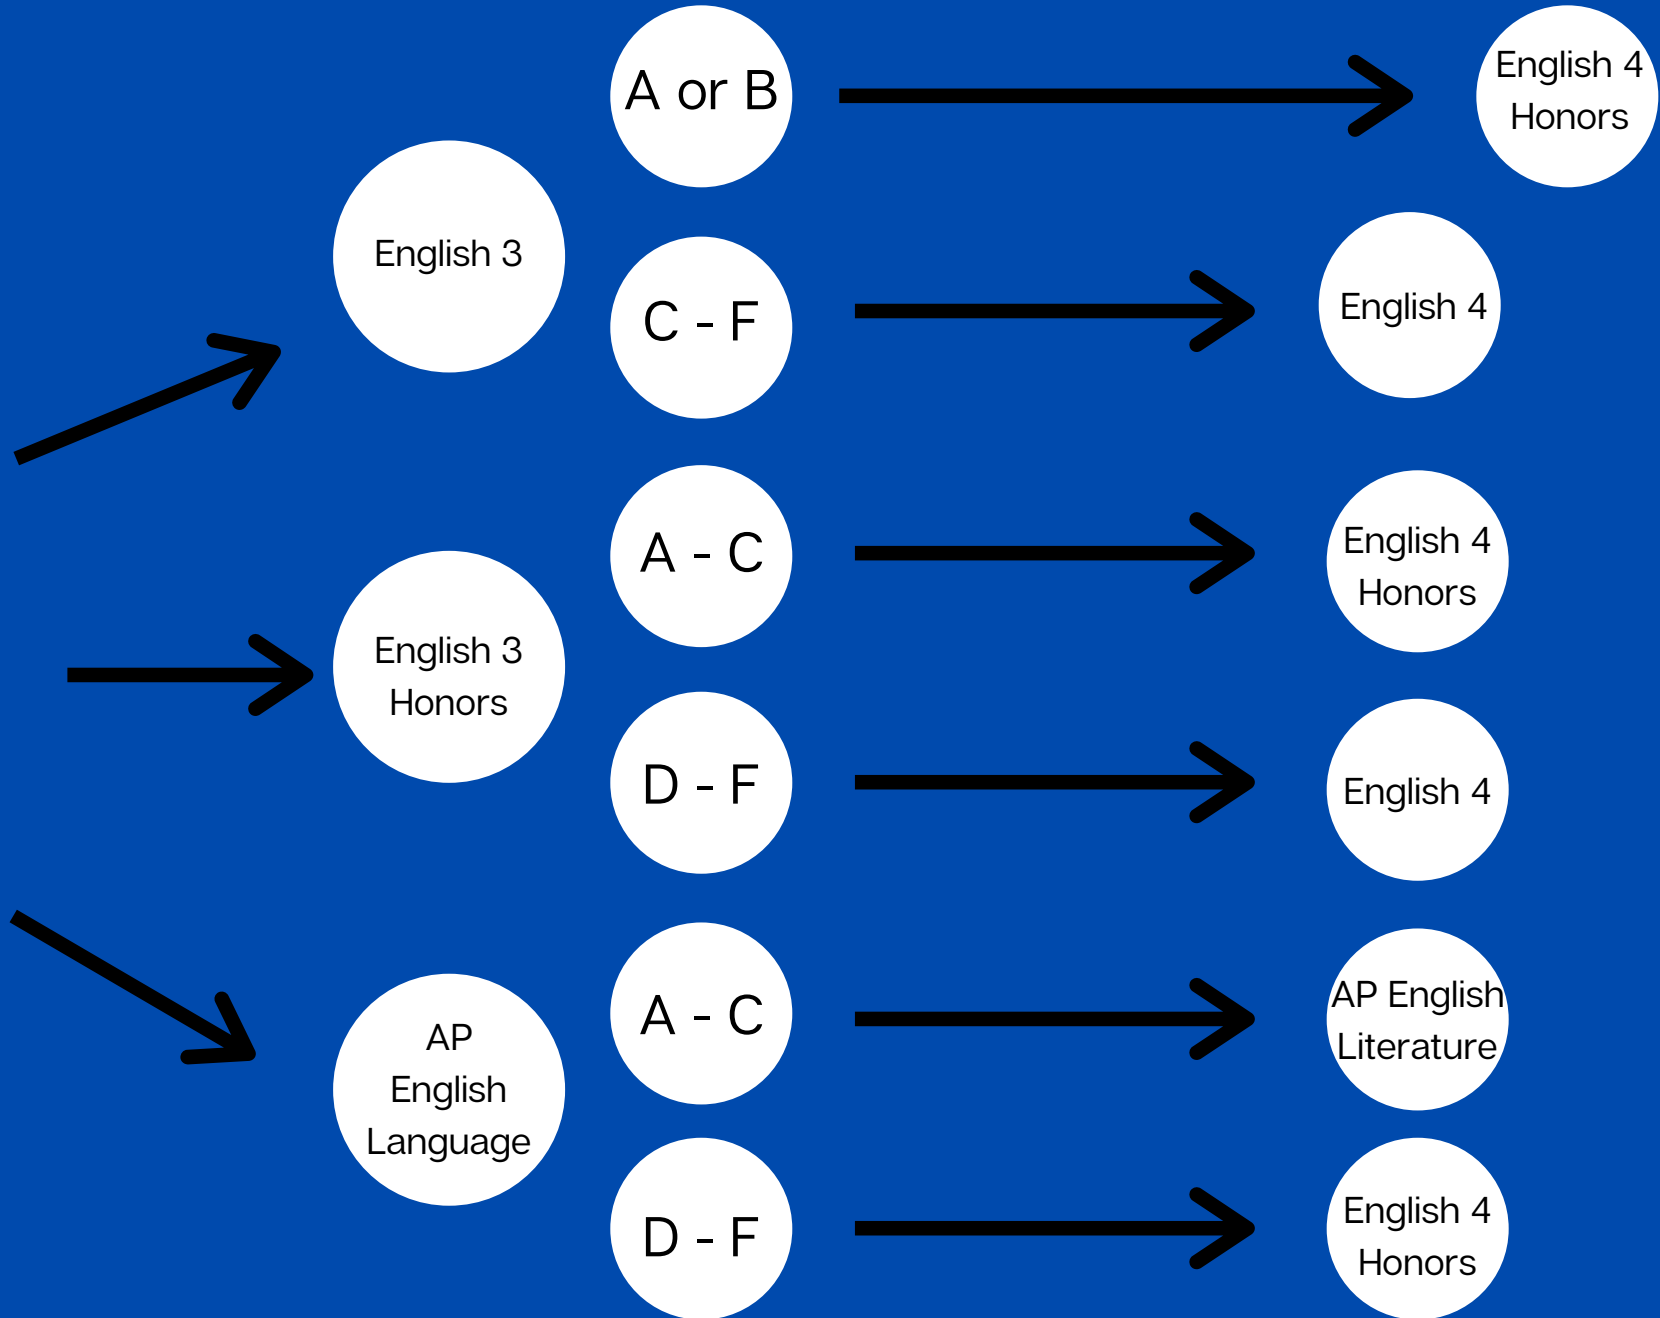 English 3
A or B
English 4
Honors
C - F
English 4
English 3
Honors
A - C
English 4
Honors
D - F
English 4
AP
English
Language
A - C
AP English
Literature
D - F
English 4
Honors